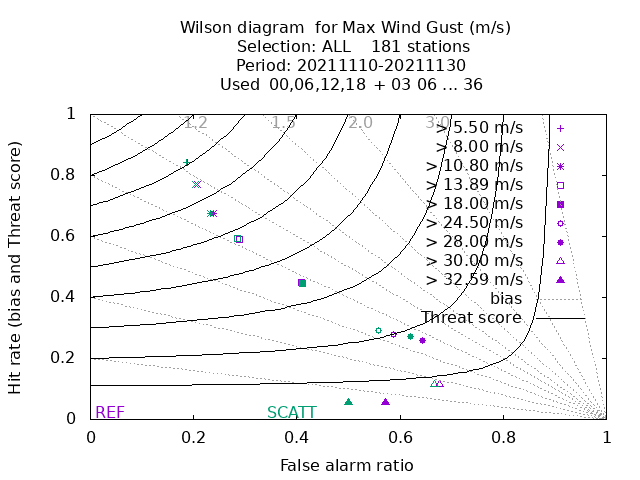 Wilson diagram  for Max Wind Gust (m/s)
Selection: ALL    181 stations
Period: 20211110-20211130
Used  00,06,12,18  + 03 06 ... 36
Hit rate (bias and Threat score)
1
0.8
0.6
0.4
0.2
0
1.2 1.5 2.0 3.0
> 5.50 m/s
> 8.00 m/s
> 10.80 m/s
> 13.89 m/s
> 18.00 m/s
> 24.50 m/s
> 28.00 m/s
> 30.00 m/s
> 32.59 m/s
bias
Threat score
REF SCATT
0 0.2 0.4 0.6 0.8 1
False alarm ratio